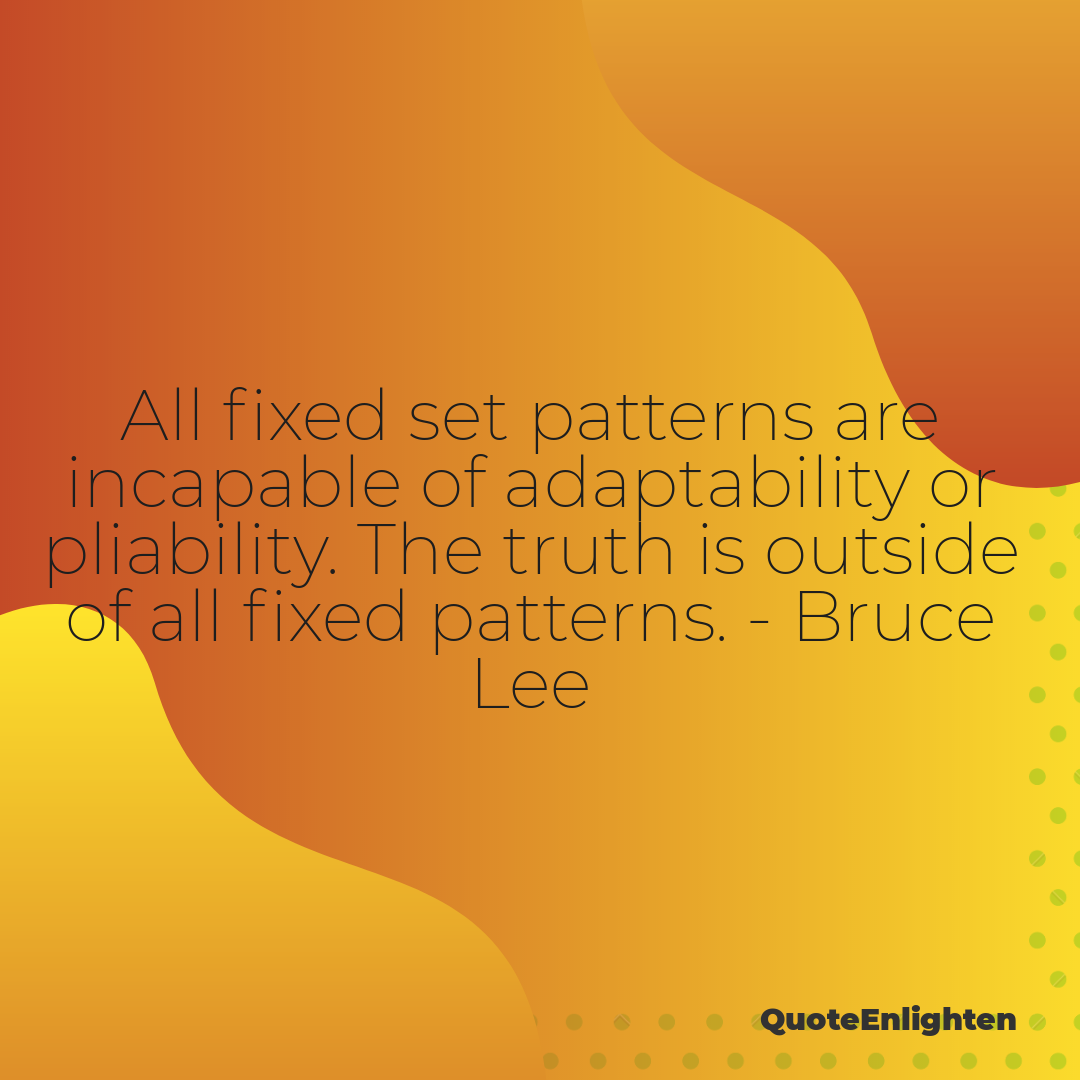 All fixed set patterns are
incapable of adaptability or
pliability. The truth is outside
of all fixed patterns. - Bruce
Lee
QuoteEnlighten